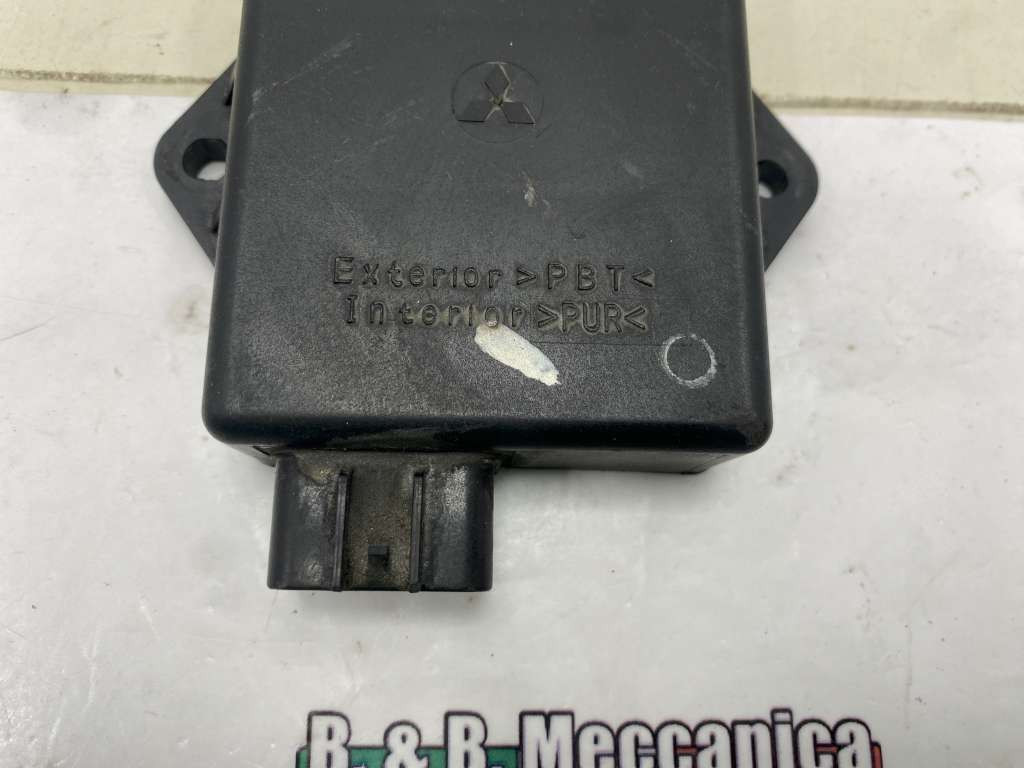 Exterior >PBT<
Interior >PUR<
B. & B. Meccanica